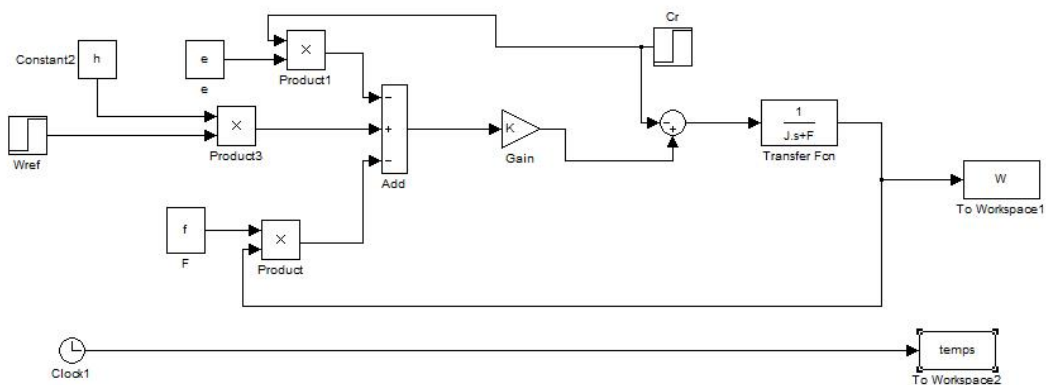 Cr
Constant2
h
e
×
Product1
e
−
+
−
Add
Wref
×
Product3
K
Gain
−
+
1
J.s+F
Transfer Fcn
W
To Workspace1
f
F
×
Product
Clock1
temps
To Workspace2